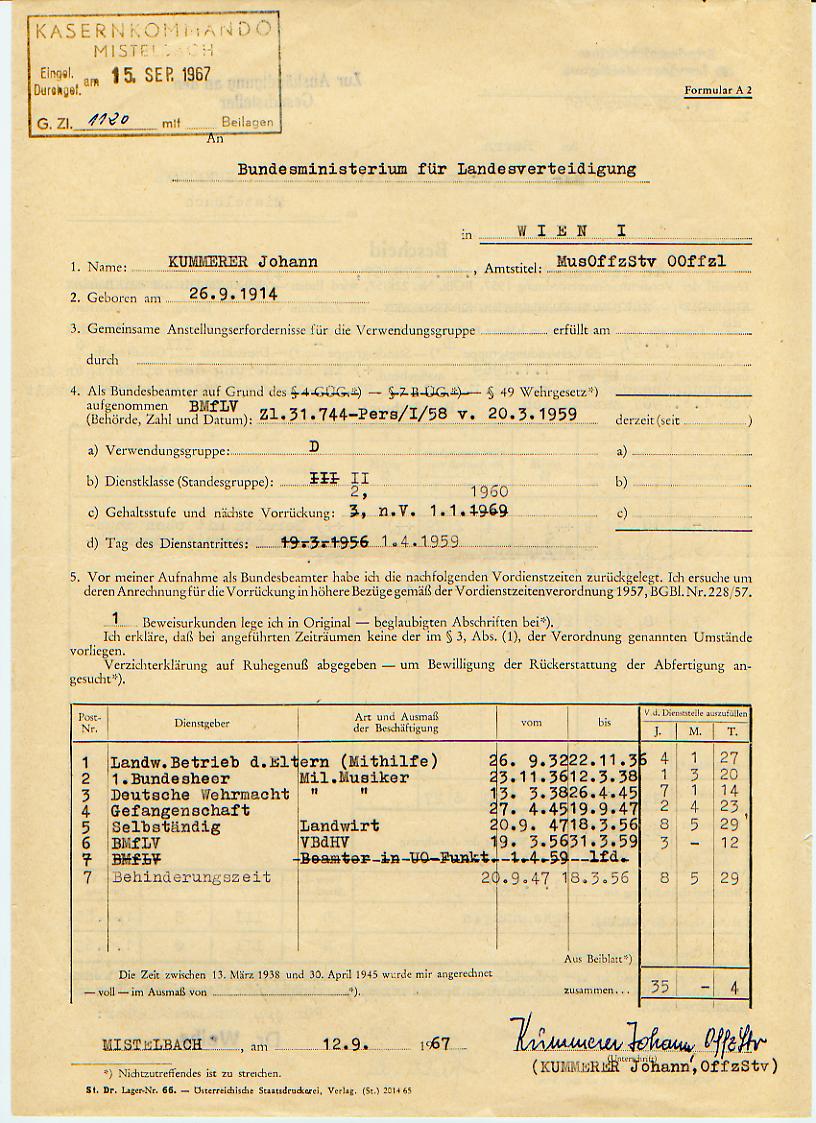 KASERNKOMMANDO
MISTELBACH
Eingel. am 15. SEP. 1967
Durchgef.
G. Zl. 1120 mit Beilagen
Formular A 2
An
Bundesministerium für Landesverteidigung
in W I E N I
1. Name: KUMMERER Johann , Amtstitel: MusOffzStv OOffzl
2. Geboren am 26.9.1914
3. Gemeinsame Anstellungserfordernisse für die Verwendungsgruppe erfüllt am
durch
4. Als Bundesbeamter auf Grund des § 4 GÜG.*) — § 7 B-ÜG.*) — § 49 Wehrgesetz*)
aufgenommen BMfLV
(Behörde, Zahl und Datum): Zl.31.744-Pers/I/58 v. 20.3.1959 derzeit (seit )
a) Verwendungsgruppe: D a)
b) Dienstklasse (Standesgruppe): III II b)
2, 1960
c) Gehaltsstufe und nächste Vorrückung: 3, n.V. 1.1.1969 c)
d) Tag des Dienstantrittes: 19.3.1956 1.4.1959
5. Vor meiner Aufnahme als Bundesbeamter habe ich die nachfolgenden Vordienstzeiten zurückgelegt. Ich ersuche um
deren Anrechnung für die Vorrückung in höhere Bezüge gemäß der Vordienstzeitenverordnung 1957, BGBl. Nr. 228/57.
1 Beweisurkunden lege ich in Original — beglaubigten Abschriften bei*).
Ich erkläre, daß bei angeführten Zeiträumen keine der im § 3, Abs. (1), der Verordnung genannten Umstände
vorliegen.
Verzichterklärung auf Ruhegenuß abgegeben — um Bewilligung der Rückerstattung der Abfertigung an-
gesucht*).
Post-Nr. Dienstgeber Art und Ausmaß der Beschäftigung vom bis V. d. Dienststelle auszufüllen
J. M. T.
1 Landw.Betrieb d.Eltern (Mithilfe) 26. 9.32 22.11.36 4 1 27
2 1.Bundesheer Mil.Musiker 23.11.36 12.3.38 1 3 20
3 Deutsche Wehrmacht " " 13. 3.38 26.4.45 7 1 14
4 Gefangenschaft 27. 4.45 19.9.47 2 4 23
5 Selbständig Landwirt 20.9. 47 18.3.56 8 5 29
6 BMfLV VBdHV 19. 3.56 31.3.59 3 - 12
7 BMfLV Beamter in UO-Funkt. 1.4.59 lfd.
7 Behinderungszeit 20.9.47 18.3.56 8 5 29
Aus Beiblatt*)
Die Zeit zwischen 13. März 1938 und 30. April 1945 wurde mir angerechnet
— voll — im Ausmaß von *). zusammen . . . 35 - 4
MISTELBACH , am 12.9. 1967 Kummerer Johann, OffzStv
(Unterschrift)
(KUMMERER Johann, OffzStv)
*) Nichtzutreffendes ist zu streichen.
St. Dr. Lager-Nr. 66. — Österreichische Staatsdruckerei, Verlag. (St.) 2014 65